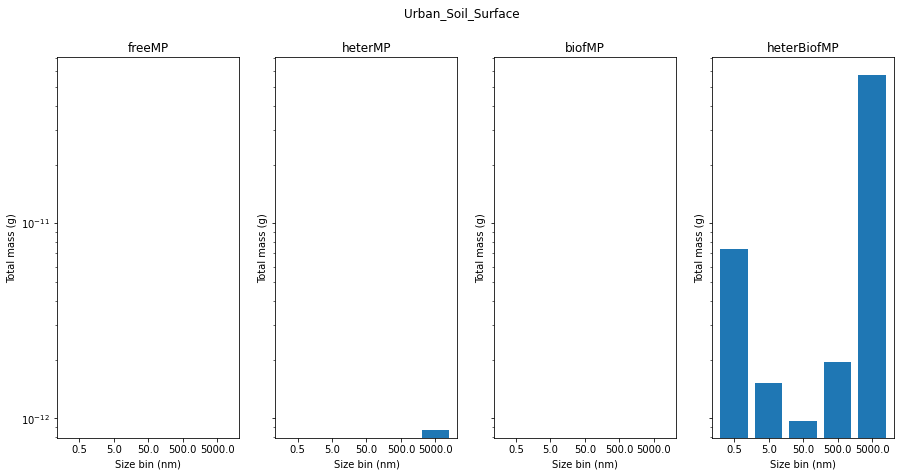 Urban_Soil_Surface
freeMP
heterMP
biofMP
heterBiofMP
Total mass (g)
10⁻¹¹
10⁻¹²
0.5 5.0 50.0 500.0 5000.0
Size bin (nm)
Total mass (g)
0.5 5.0 50.0 500.0 5000.0
Size bin (nm)
Total mass (g)
0.5 5.0 50.0 500.0 5000.0
Size bin (nm)
Total mass (g)
0.5 5.0 50.0 500.0 5000.0
Size bin (nm)